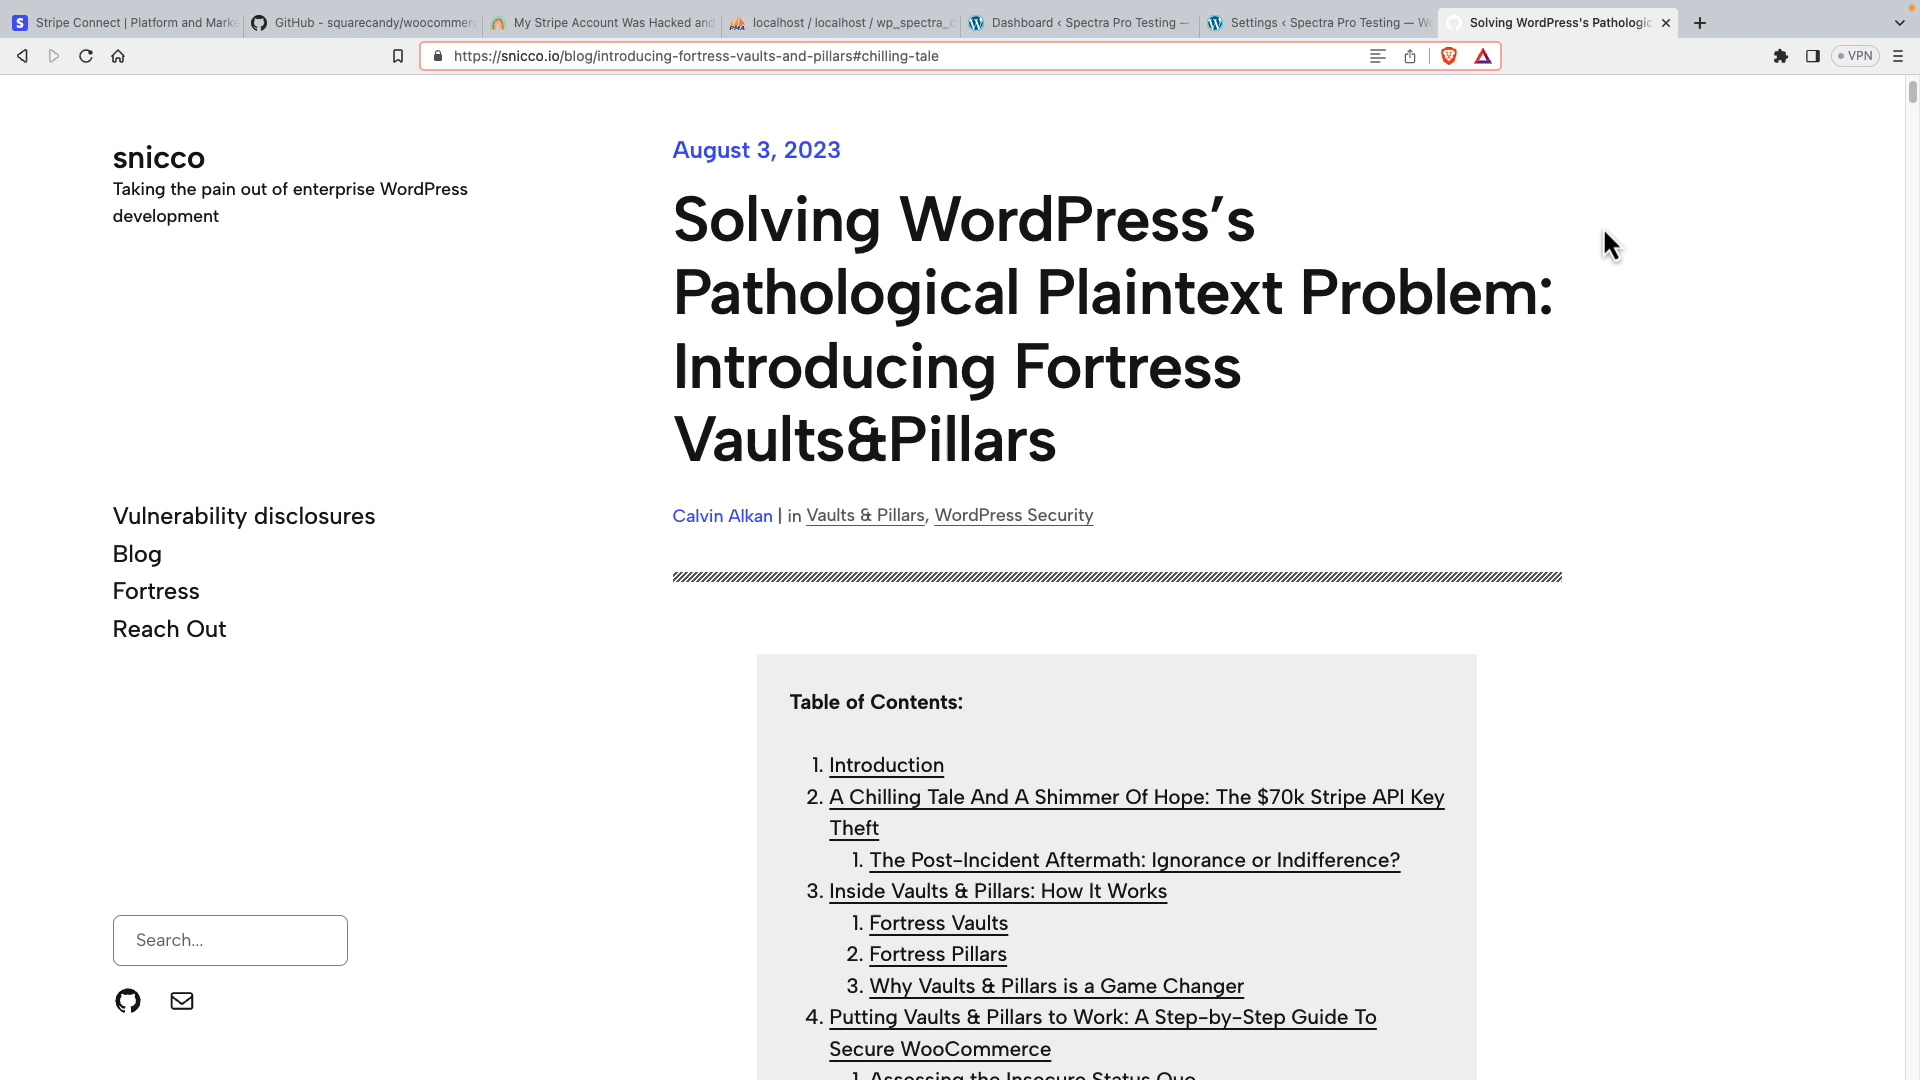 Stripe Connect | Platform and Marke
GitHub - squarecandy/woocommer
My Stripe Account Was Hacked and
localhost / localhost / wp_spectra_
Dashboard ‹ Spectra Pro Testing —
Settings ‹ Spectra Pro Testing — W
Solving WordPress's Pathologic
https://snicco.io/blog/introducing-fortress-vaults-and-pillars#chilling-tale
VPN
snicco
Taking the pain out of enterprise WordPress
development
Vulnerability disclosures
Blog
Fortress
Reach Out
Search...
August 3, 2023
Solving WordPress’s
Pathological Plaintext Problem:
Introducing Fortress
Vaults&Pillars
Calvin Alkan | in Vaults & Pillars, WordPress Security
Table of Contents:
1. Introduction
2. A Chilling Tale And A Shimmer Of Hope: The $70k Stripe API Key
Theft
1. The Post-Incident Aftermath: Ignorance or Indifference?
3. Inside Vaults & Pillars: How It Works
1. Fortress Vaults
2. Fortress Pillars
3. Why Vaults & Pillars is a Game Changer
4. Putting Vaults & Pillars to Work: A Step-by-Step Guide To
Secure WooCommerce
1. Assessing the Insecure Status Quo